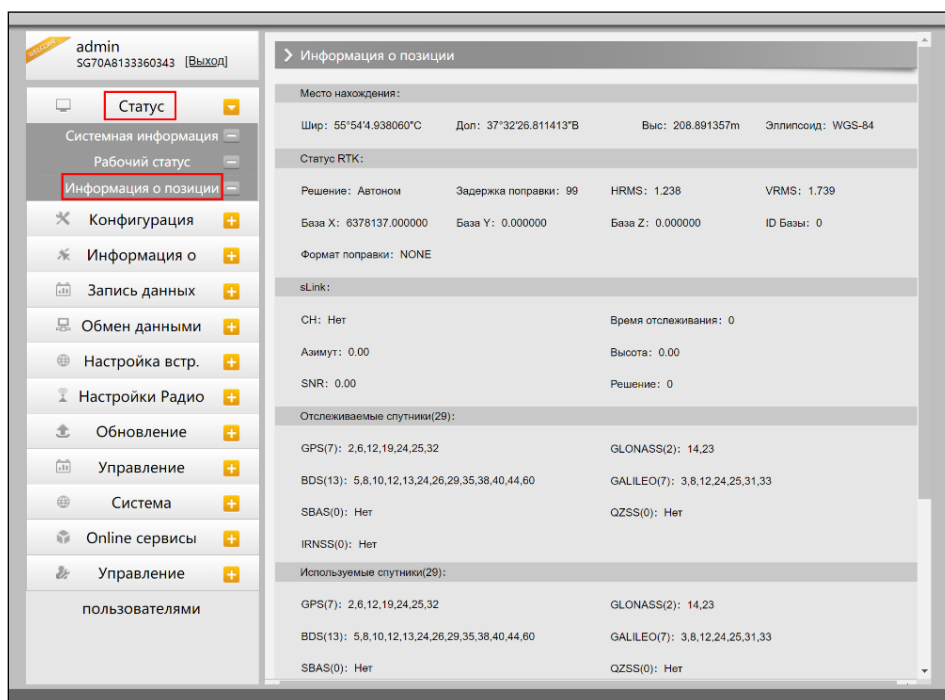 WELCOME
admin
SG70A8133360343 [Выход]
Статус
Системная информация
Рабочий статус
Информация о позиции
Конфигурация
Информация о
Запись данных
Обмен данными
Настройка встр.
Настройки Радио
Обновление
Управление
Система
Online сервисы
Управление
пользователями
Информация о позиции
Место нахождения:
Шир: 55°54'4.938060"С Дол: 37°32'26.811413"В Выс: 208.891357m Эллипсоид: WGS-84
Статус RTK:
Решение: Автоном Задержка поправки: 99 HRMS: 1.238 VRMS: 1.739
База X: 6378137.000000 База Y: 0.000000 База Z: 0.000000 ID Базы: 0
Формат поправки: NONE
sLink:
CH: Нет Время отслеживания: 0
Азимут: 0.00 Высота: 0.00
SNR: 0.00 Решение: 0
Отслеживаемые спутники(29):
GPS(7): 2,6,12,19,24,25,32 GLONASS(2): 14,23
BDS(13): 5,8,10,12,13,24,26,29,35,38,40,44,60 GALILEO(7): 3,8,12,24,25,31,33
SBAS(0): Нет QZSS(0): Нет
IRNSS(0): Нет
Используемые спутники(29):
GPS(7): 2,6,12,19,24,25,32 GLONASS(2): 14,23
BDS(13): 5,8,10,12,13,24,26,29,35,38,40,44,60 GALILEO(7): 3,8,12,24,25,31,33
SBAS(0): Нет QZSS(0): Нет